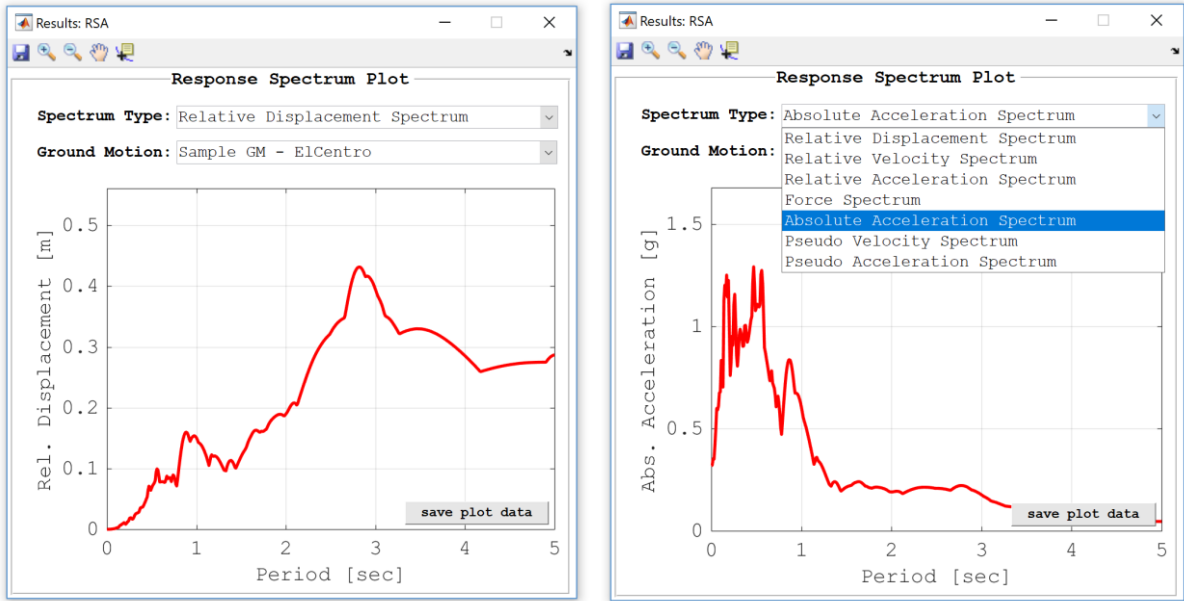 Results: RSA
Response Spectrum Plot
Spectrum Type: Relative Displacement Spectrum
Ground Motion: Sample GM - ElCentro
Rel. Displacement [m]
0.5
0.4
0.3
0.2
0.1
0
save plot data
0 1 2 3 4 5
Period [sec]
Results: RSA
Response Spectrum Plot
Spectrum Type: Absolute Acceleration Spectrum
Ground Motion:
Relative Displacement Spectrum
Relative Velocity Spectrum
Relative Acceleration Spectrum
Force Spectrum
Absolute Acceleration Spectrum
Pseudo Velocity Spectrum
Pseudo Acceleration Spectrum
Abs. Acceleration [g]
1.5
1
0.5
0
save plot data
0 1 2 3 4 5
Period [sec]